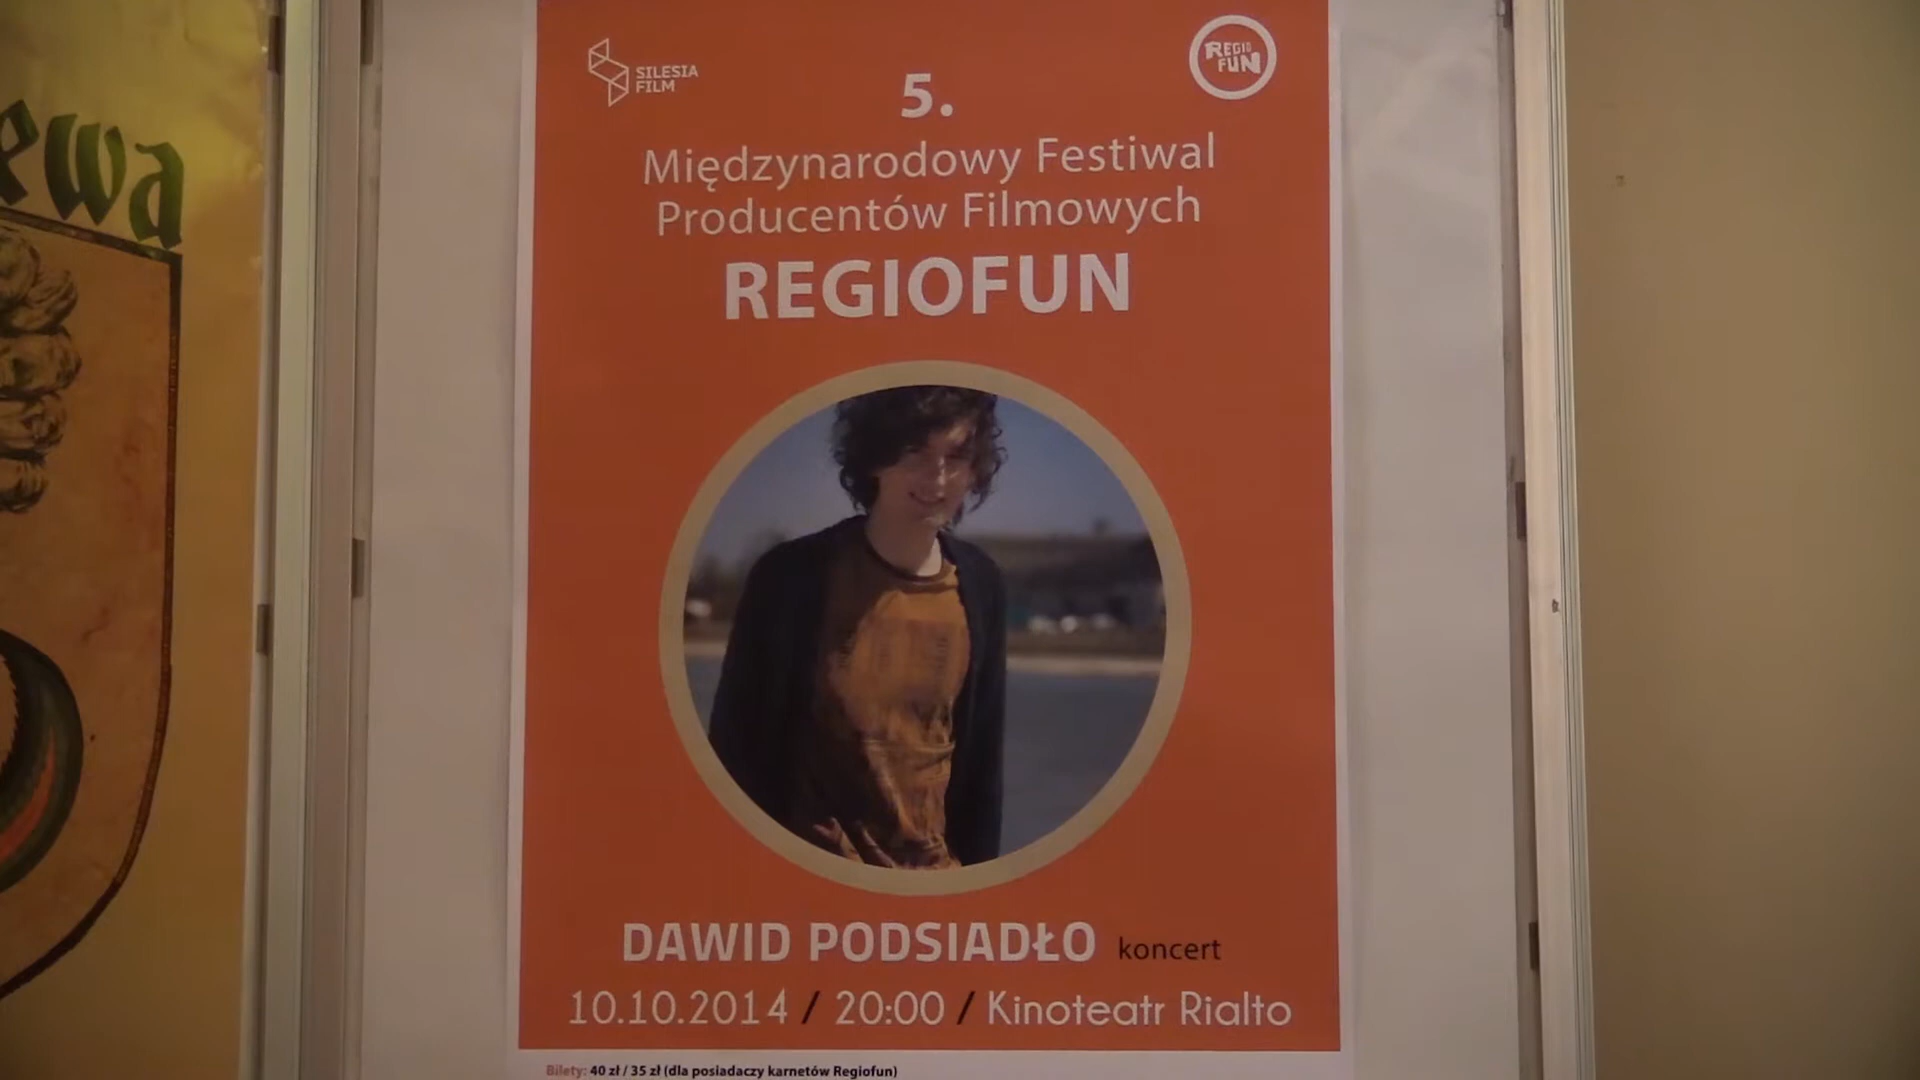 ewa
SILESIA
FILM
REGIO
FUN
5.
Międzynarodowy Festiwal
Producentów Filmowych
REGIOFUN
DAWID PODSIADŁO koncert
10.10.2014 / 20:00 / Kinoteatr Rialto
Bilety: 40 zł / 35 zł (dla posiadaczy karnetów Regiofun)